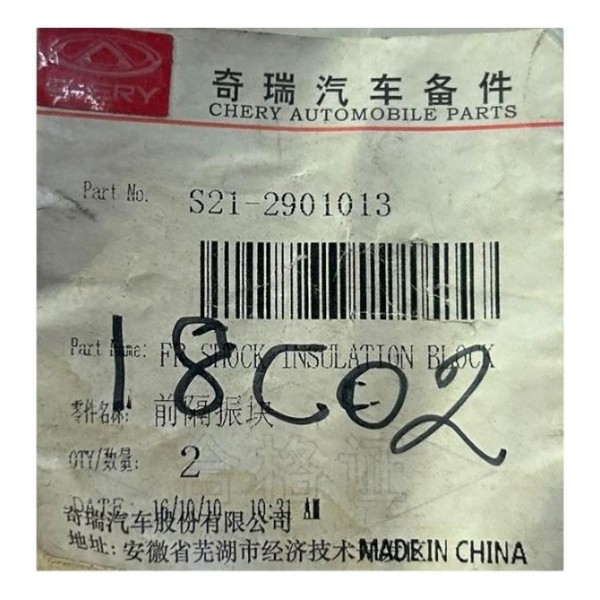 CHERY
奇瑞汽车备件
CHERY AUTOMOBILE PARTS
Part No. S21-2901013
Part Name: FR SHOCK INSULATION BLOCK
18C02
零件名称: 前隔振块
QTY/数量: 2
合格证
DATE: 16/10/10 10:31 AM
奇瑞汽车股份有限公司
地址: 安徽省芜湖市经济技术
MADE IN CHINA